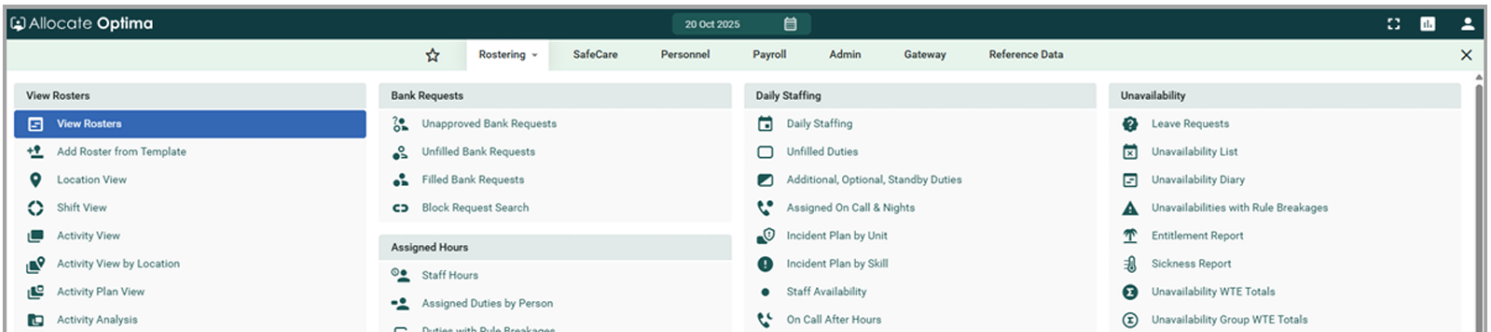 Allocate Optima
20 Oct 2025
Rostering
SafeCare
Personnel
Payroll
Admin
Gateway
Reference Data
View Rosters
View Rosters
Add Roster from Template
Location View
Shift View
Activity View
Activity View by Location
Activity Plan View
Activity Analysis
Bank Requests
Unapproved Bank Requests
Unfilled Bank Requests
Filled Bank Requests
Block Request Search
Assigned Hours
Staff Hours
Assigned Duties by Person
Duties with Rule Breakages
Daily Staffing
Daily Staffing
Unfilled Duties
Additional, Optional, Standby Duties
Assigned On Call & Nights
Incident Plan by Unit
Incident Plan by Skill
Staff Availability
On Call After Hours
Unavailability
Leave Requests
Unavailability List
Unavailability Diary
Unavailabilities with Rule Breakages
Entitlement Report
Sickness Report
Unavailability WTE Totals
Unavailability Group WTE Totals